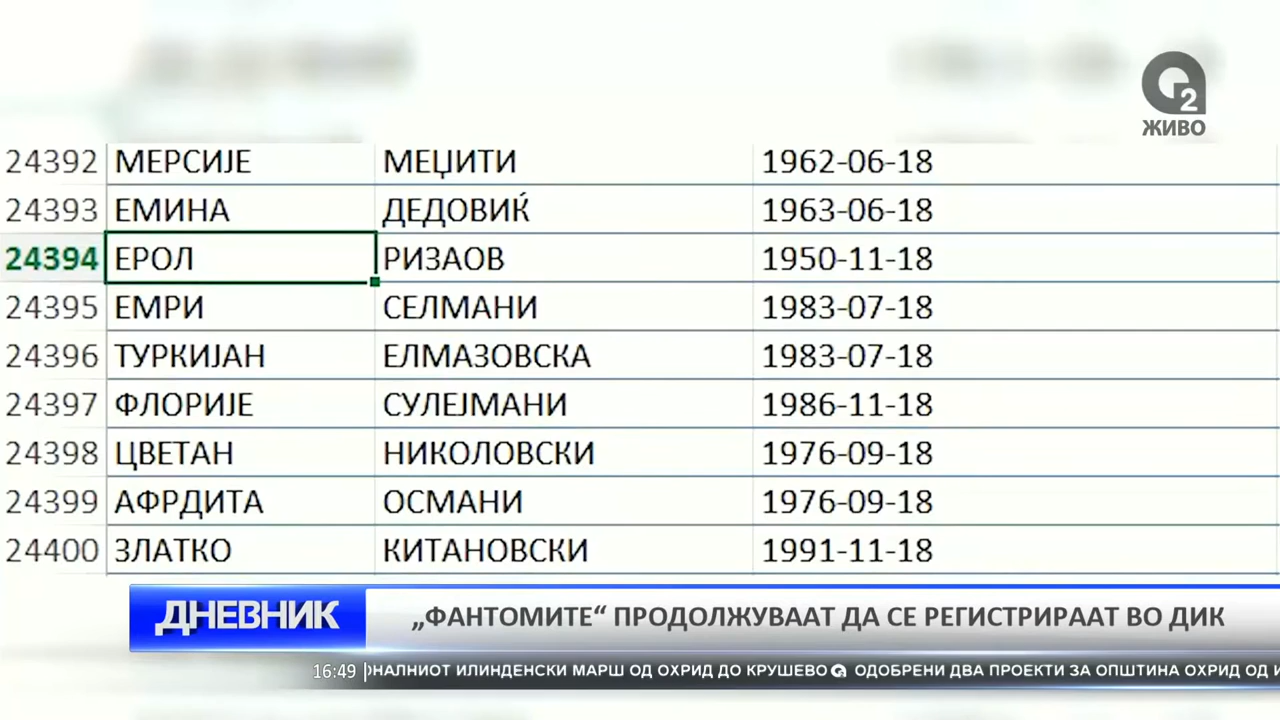 2
ЖИВО
24392 МЕРСИЈЕ МЕЏИТИ 1962-06-18
24393 ЕМИНА ДЕДОВИЌ 1963-06-18
24394 ЕРОЛ РИЗАОВ 1950-11-18
24395 ЕМРИ СЕЛМАНИ 1983-07-18
24396 ТУРКИЈАН ЕЛМАЗОВСКА 1983-07-18
24397 ФЛОРИЈЕ СУЛЕЈМАНИ 1986-11-18
24398 ЦВЕТАН НИКОЛОВСКИ 1976-09-18
24399 АФРДИТА ОСМАНИ 1976-09-18
24400 ЗЛАТКО КИТАНОВСКИ 1991-11-18
ДНЕВНИК „ФАНТОМИТЕ“ ПРОДОЛЖУВААТ ДА СЕ РЕГИСТРИРААТ ВО ДИК
16:49 ОНАЛНИОТ ИЛИНДЕНСКИ МАРШ ОД ОХРИД ДО КРУШЕВО ОДОБРЕНИ ДВА ПРОЕКТИ ЗА ОПШТИНА ОХРИД ОД